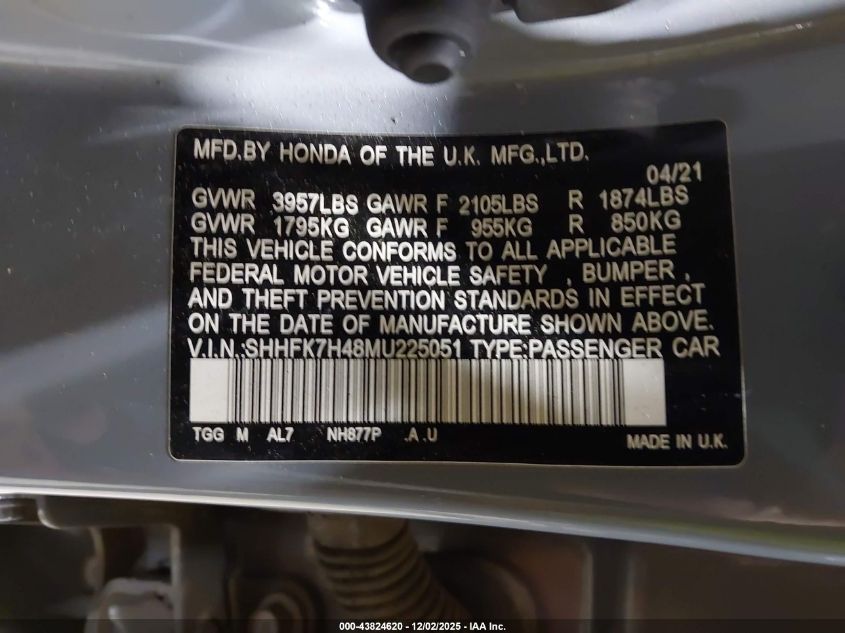 MFD.BY HONDA OF THE U.K. MFG.,LTD.
04/21
GVWR 3957LBS GAWR F 2105LBS R 1874LBS
GVWR 1795KG GAWR F 955KG R 850KG
THIS VEHICLE CONFORMS TO ALL APPLICABLE
FEDERAL MOTOR VEHICLE SAFETY , BUMPER ,
AND THEFT PREVENTION STANDARDS IN EFFECT
ON THE DATE OF MANUFACTURE SHOWN ABOVE.
V.I.N.:SHHFK7H48MU225051 TYPE:PASSENGER CAR
TGG M AL7 NH877P .A .U
MADE IN U.K.
000-43824620 - 12/02/2025 - IAA Inc.